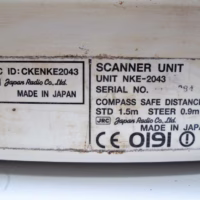 C ID:CKENKE2043
JRC Japan Radio Co., Ltd.
MADE IN JAPAN
SCANNER UNIT
UNIT NKE-2043
SERIAL NO.
COMPASS SAFE DISTANC
STD 1.5m STEER 0.9m
JRC Japan Radio Co., Ltd.
MADE IN JAPAN
CE 0191 !